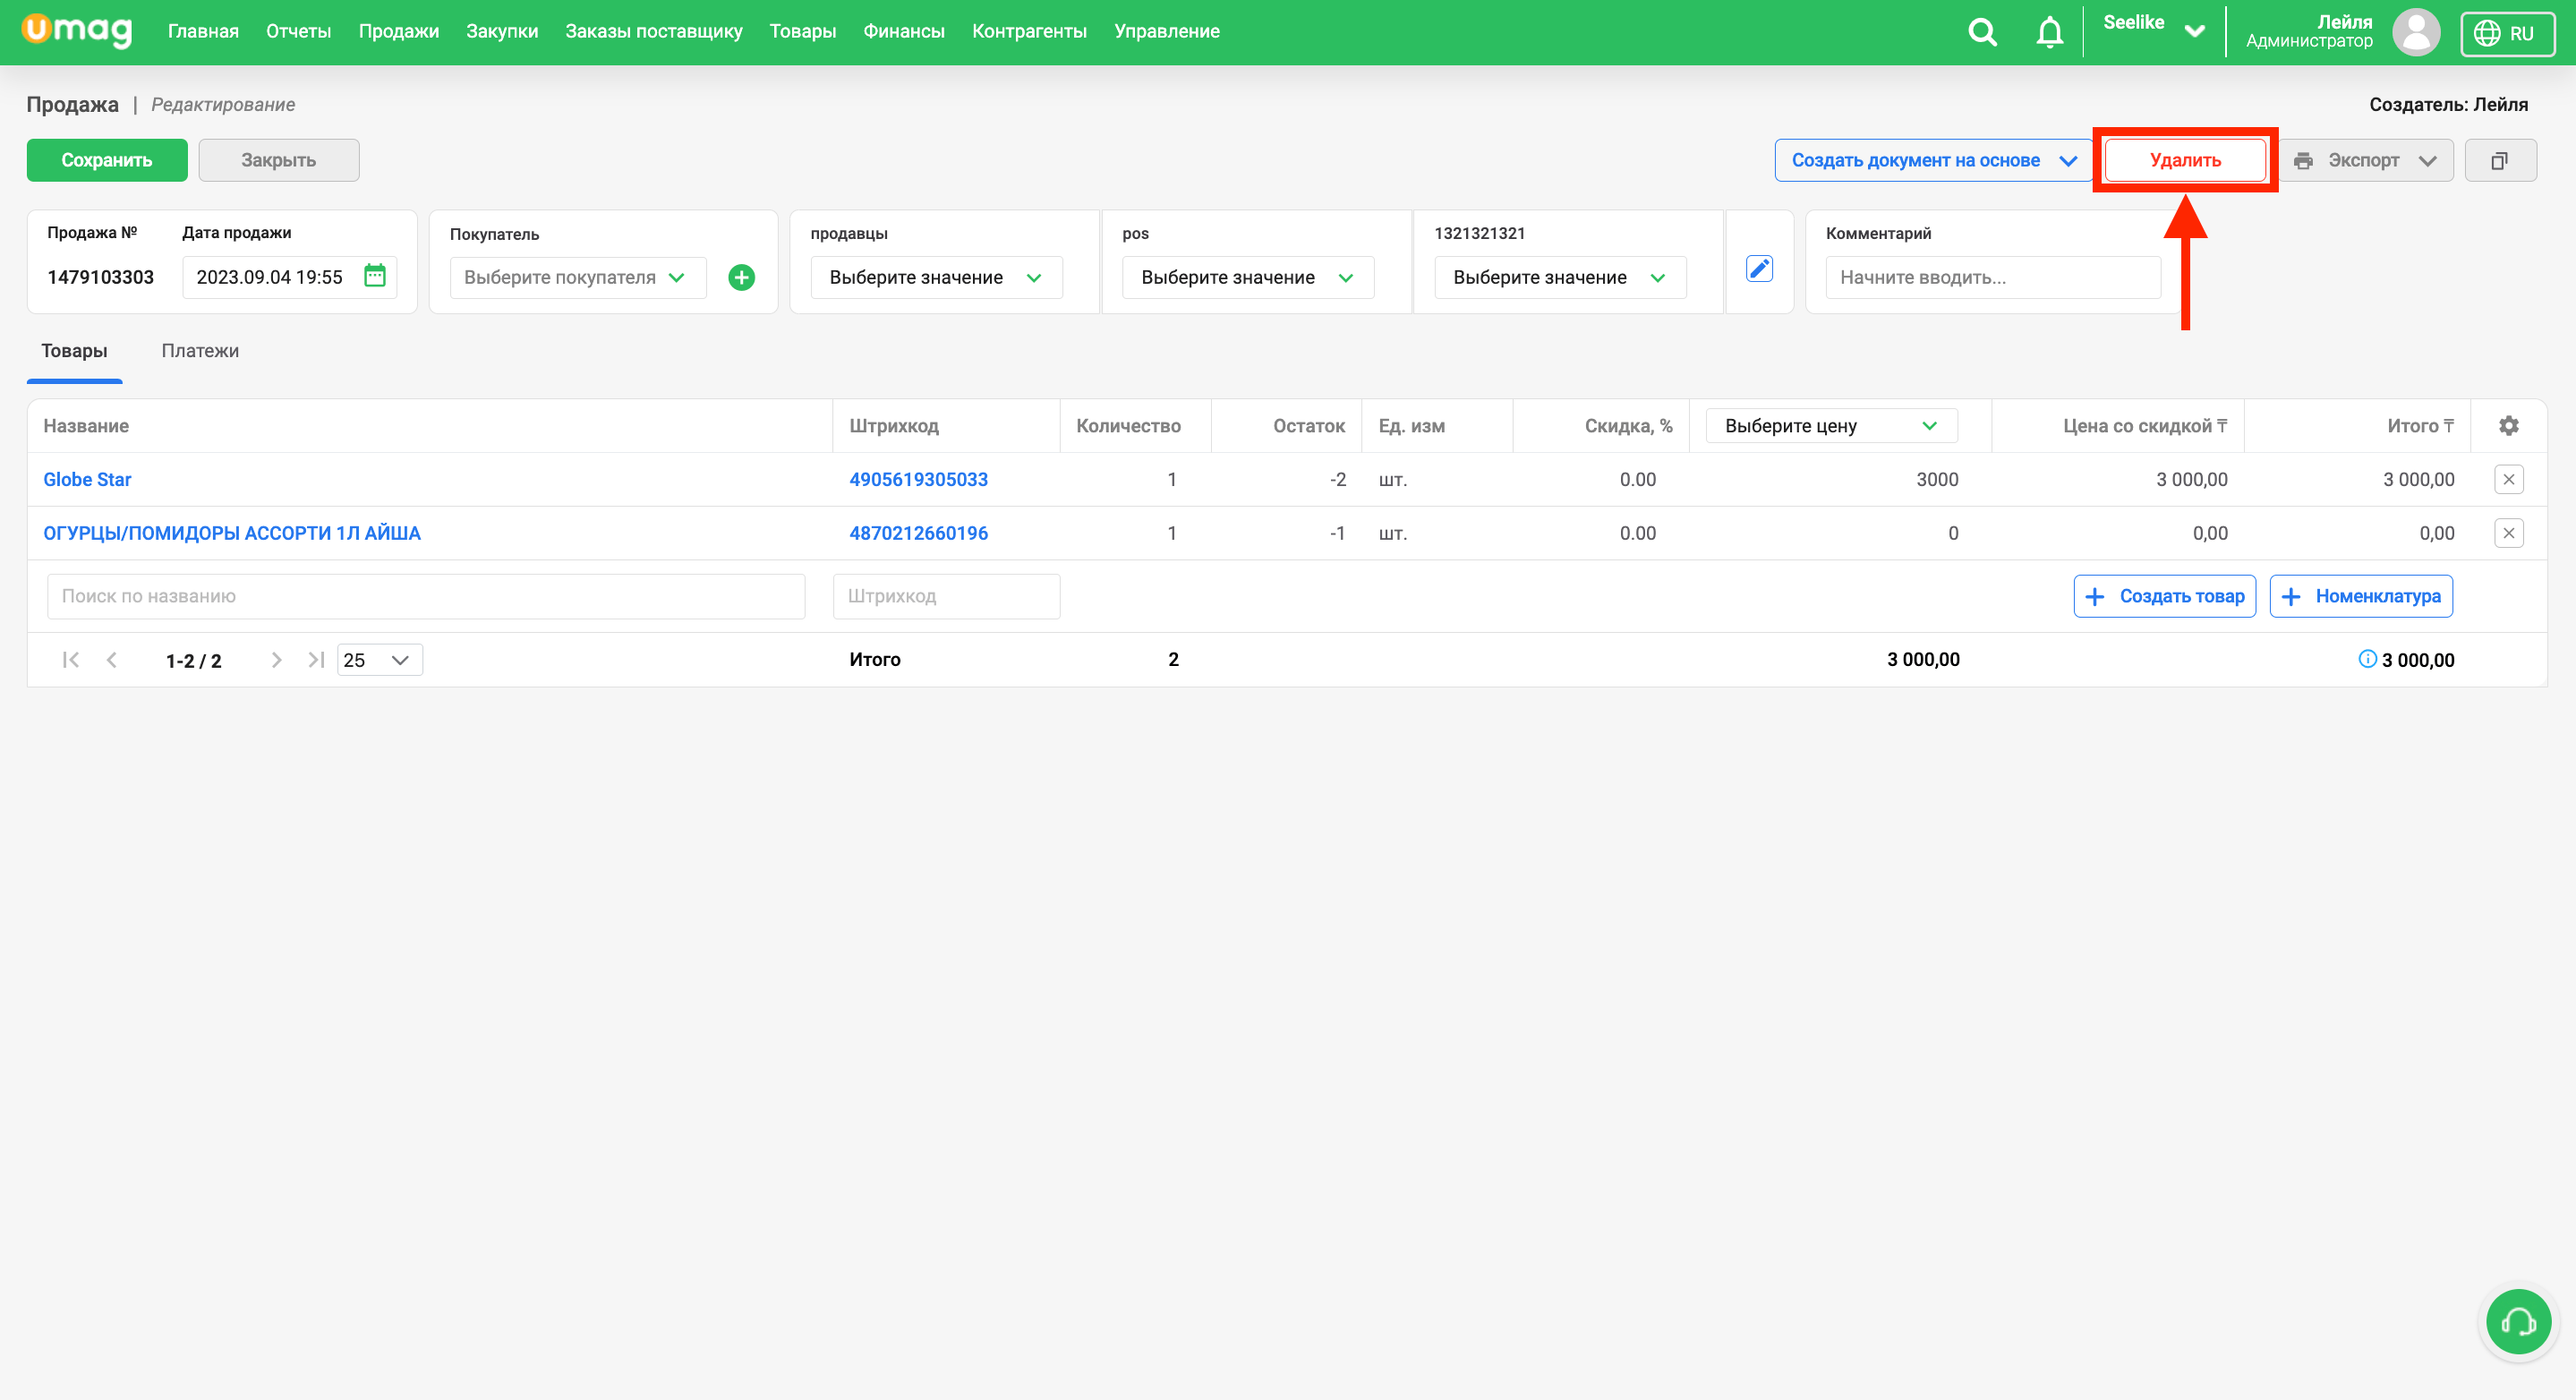 umag Главная Отчеты Продажи Закупки Заказы поставщику Товары Финансы Контрагенты Управление Seelike Лейля RU
Администратор
Продажа | Редактирование Создатель: Лейля
Сохранить Закрыть Создать документ на основе Удалить Экспорт
Продажа № Дата продажи Покупатель продавцы pos 1321321321 Комментарий
1479103303 2023.09.04 19:55 Выберите покупателя Выберите значение Выберите значение Выберите значение Начните вводить...
Товары Платежи
Название Штрихкод Количество Остаток Ед. изм Скидка, % Выберите цену Цена со скидкой ₸ Итого ₸
Globe Star 4905619305033 1 -2 шт. 0.00 3000 3 000,00 3 000,00
ОГУРЦЫ/ПОМИДОРЫ АССОРТИ 1Л АЙША 4870212660196 1 -1 шт. 0.00 0 0,00 0,00
Поиск по названию Штрихкод Создать товар Номенклатура
1-2 / 2 25 Итого 2 3 000,00 3 000,00